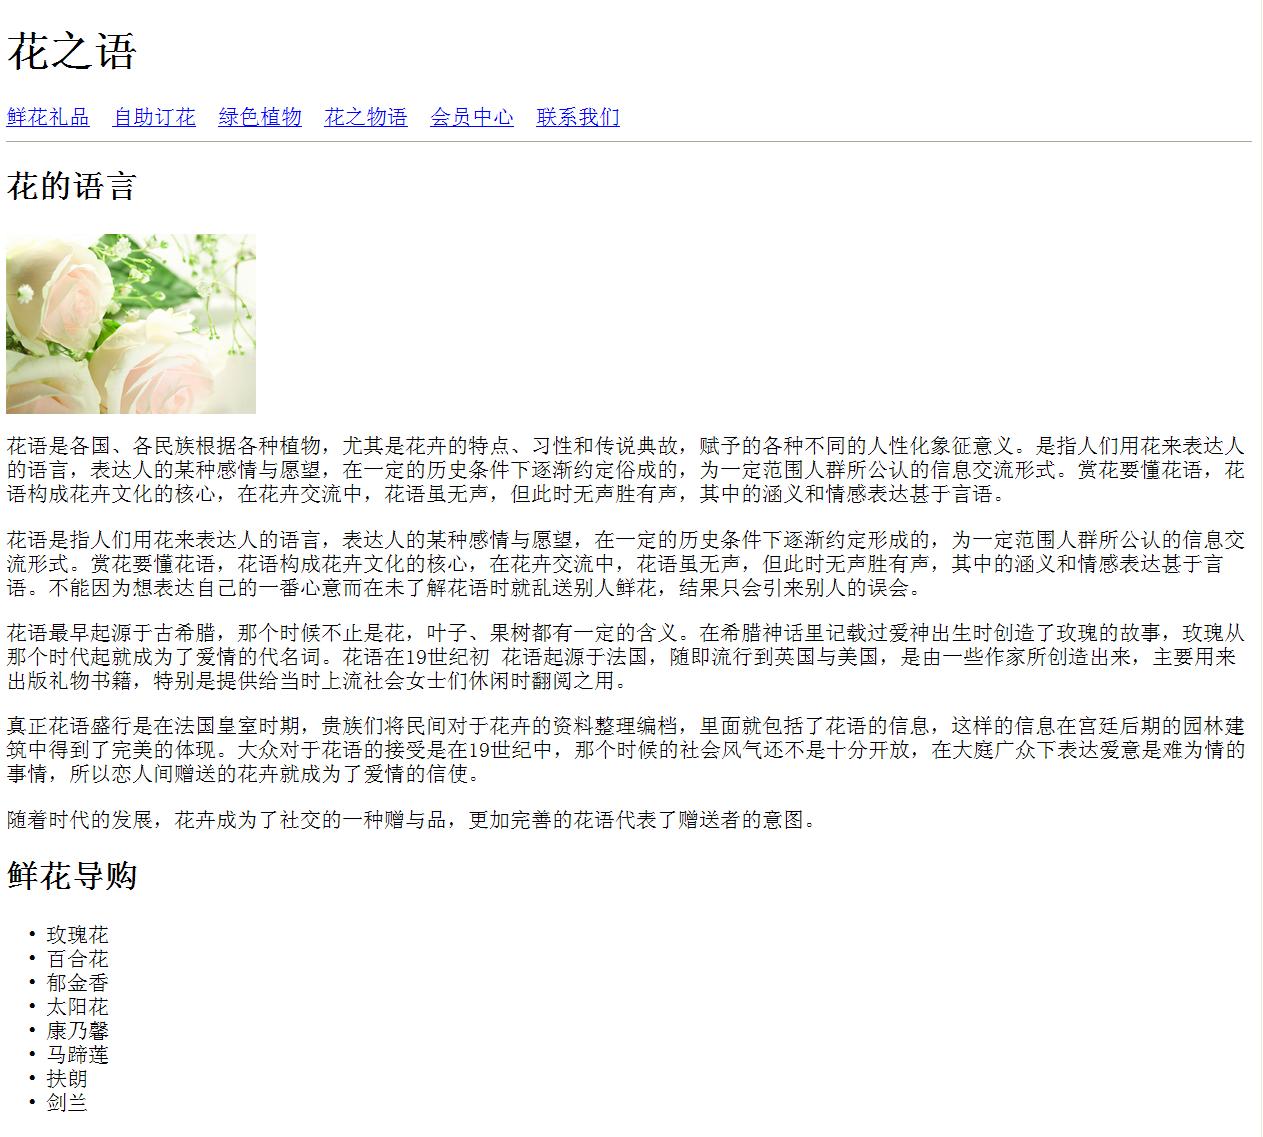 花之语
鲜花礼品 自助订花 绿色植物 花之物语 会员中心 联系我们
花的语言
花语是各国、各民族根据各种植物，尤其是花卉的特点、习性和传说典故，赋予的各种不同的人性化象征意义。是指人们用花来表达人
的语言，表达人的某种感情与愿望，在一定的历史条件下逐渐约定俗成的，为一定范围人群所公认的信息交流形式。赏花要懂花语，花
语构成花卉文化的核心，在花卉交流中，花语虽无声，但此时无声胜有声，其中的涵义和情感表达甚于言语。
花语是指人们用花来表达人的语言，表达人的某种感情与愿望，在一定的历史条件下逐渐约定形成的，为一定范围人群所公认的信息交
流形式。赏花要懂花语，花语构成花卉文化的核心，在花卉交流中，花语虽无声，但此时无声胜有声，其中的涵义和情感表达甚于言
语。不能因为想表达自己的一番心意而在未了解花语时就乱送别人鲜花，结果只会引来别人的误会。
花语最早起源于古希腊，那个时候不止是花，叶子、果树都有一定的含义。在希腊神话里记载过爱神出生时创造了玫瑰的故事，玫瑰从
那个时代起就成为了爱情的代名词。花语在19世纪初 花语起源于法国，随即流行到英国与美国，是由一些作家所创造出来，主要用来
出版礼物书籍，特别是提供给当时上流社会女士们休闲时翻阅之用。
真正花语盛行是在法国皇室时期，贵族们将民间对于花卉的资料整理编档，里面就包括了花语的信息，这样的信息在宫廷后期的园林建
筑中得到了完美的体现。大众对于花语的接受是在19世纪中，那个时候的社会风气还不是十分开放，在大庭广众下表达爱意是难为情的
事情，所以恋人间赠送的花卉就成为了爱情的信使。
随着时代的发展，花卉成为了社交的一种赠与品，更加完善的花语代表了赠送者的意图。
鲜花导购
• 玫瑰花
• 百合花
• 郁金香
• 太阳花
• 康乃馨
• 马蹄莲
• 扶朗
• 剑兰